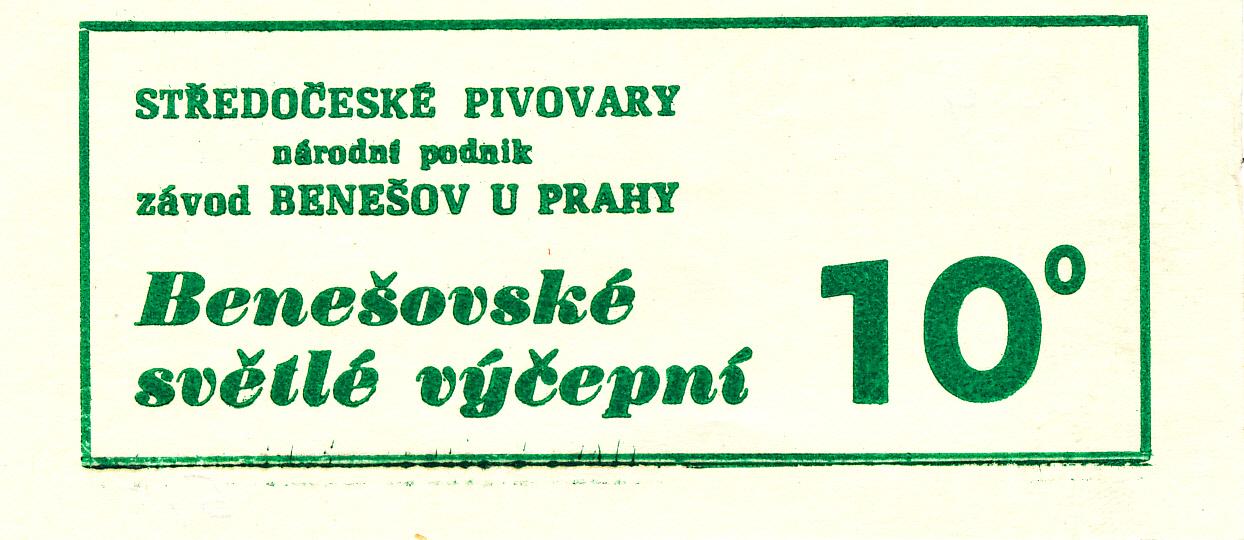 STŘEDOČESKÉ PIVOVARY
národní podnik
závod BENEŠOV U PRAHY
Benešovské
světlé výčepní
10°